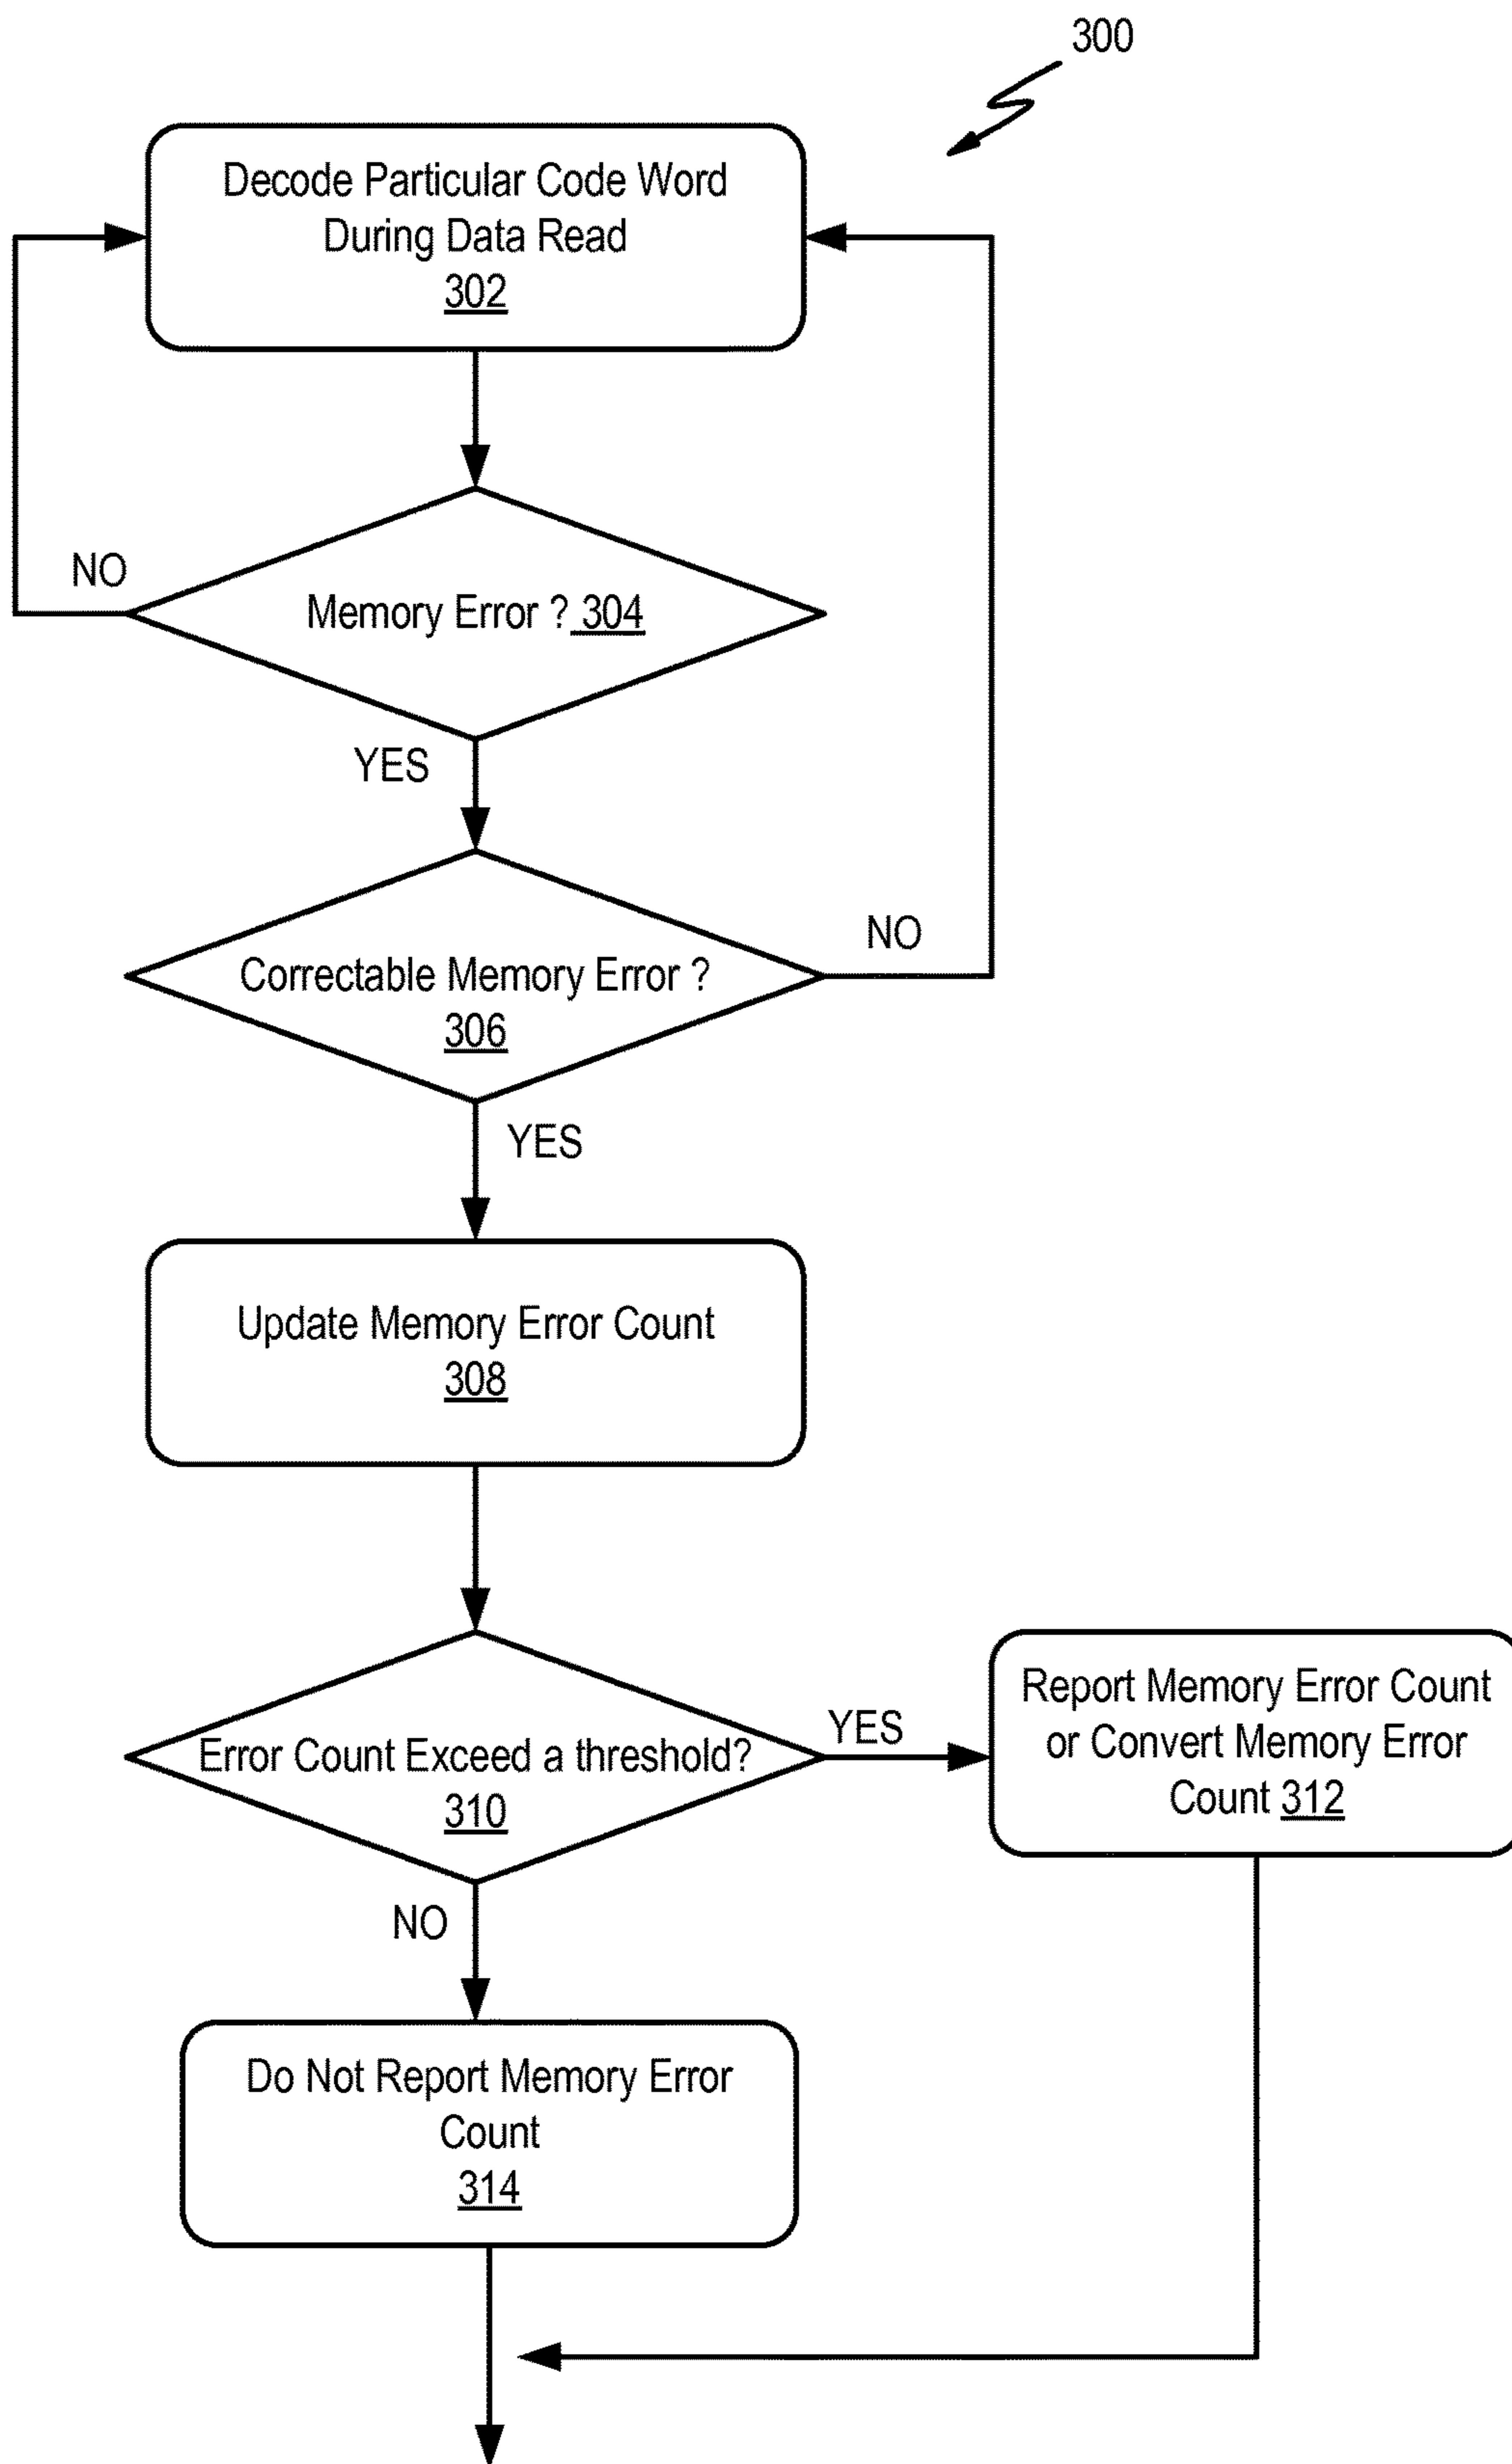 300
Decode Particular Code Word
During Data Read
302
NO
Memory Error ? 304
YES
NO
Correctable Memory Error ?
306
YES
Update Memory Error Count
308
Report Memory Error Count
or Convert Memory Error
Count 312
YES
Error Count Exceed a threshold?
310
NO
Do Not Report Memory Error
Count
314